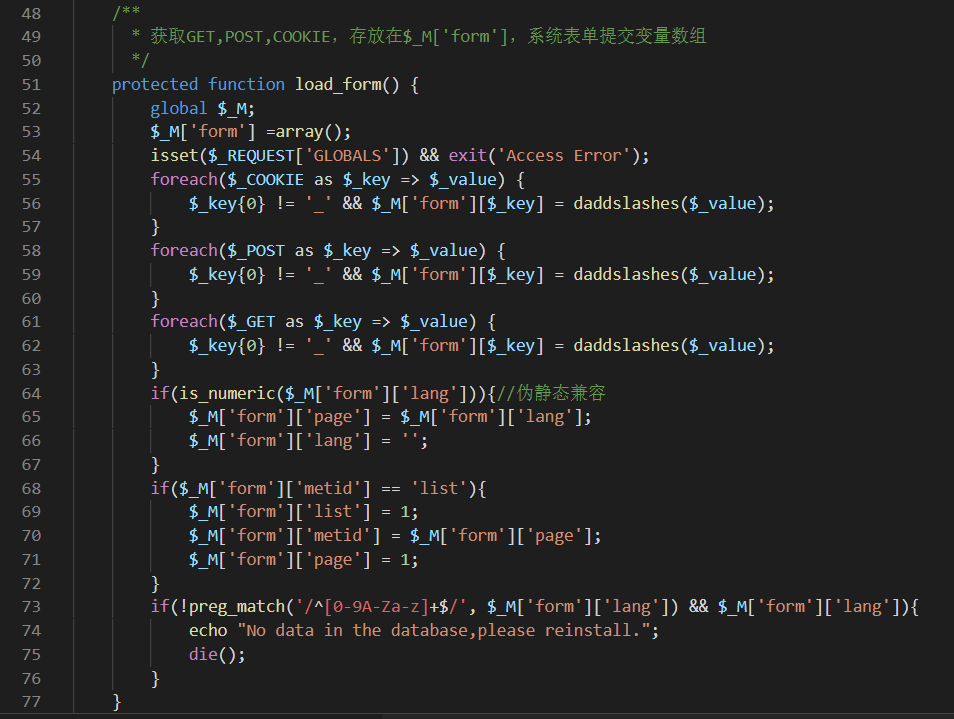 48 /**
49 * 获取GET,POST,COOKIE，存放在$_M['form']，系统表单提交变量数组
50 */
51 protected function load_form() {
52 global $_M;
53 $_M['form'] =array();
54 isset($_REQUEST['GLOBALS']) && exit('Access Error');
55 foreach($_COOKIE as $_key => $_value) {
56 $_key{0} != '_' && $_M['form'][$_key] = daddslashes($_value);
57 }
58 foreach($_POST as $_key => $_value) {
59 $_key{0} != '_' && $_M['form'][$_key] = daddslashes($_value);
60 }
61 foreach($_GET as $_key => $_value) {
62 $_key{0} != '_' && $_M['form'][$_key] = daddslashes($_value);
63 }
64 if(is_numeric($_M['form']['lang'])){//伪静态兼容
65 $_M['form']['page'] = $_M['form']['lang'];
66 $_M['form']['lang'] = '';
67 }
68 if($_M['form']['metid'] == 'list'){
69 $_M['form']['list'] = 1;
70 $_M['form']['metid'] = $_M['form']['page'];
71 $_M['form']['page'] = 1;
72 }
73 if(!preg_match('/^[0-9A-Za-z]+$/', $_M['form']['lang']) && $_M['form']['lang']){
74 echo "No data in the database,please reinstall.";
75 die();
76 }
77 }